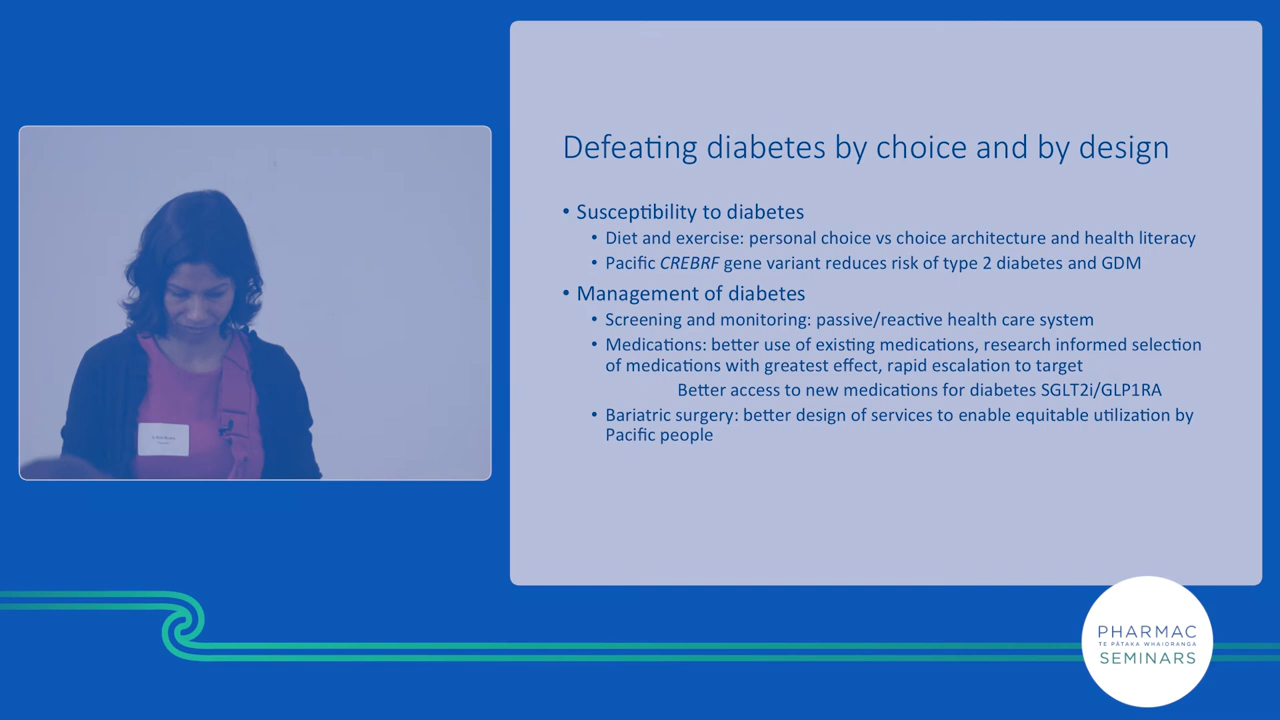 Defeating diabetes by choice and by design
• Susceptibility to diabetes
• Diet and exercise: personal choice vs choice architecture and health literacy
• Pacific CREBRF gene variant reduces risk of type 2 diabetes and GDM
• Management of diabetes
• Screening and monitoring: passive/reactive health care system
• Medications: better use of existing medications, research informed selection
of medications with greatest effect, rapid escalation to target
Better access to new medications for diabetes SGLT2i/GLP1RA
• Bariatric surgery: better design of services to enable equitable utilization by
Pacific people
PHARMAC
TE PĀTAKA WHAIORANGA
SEMINARS